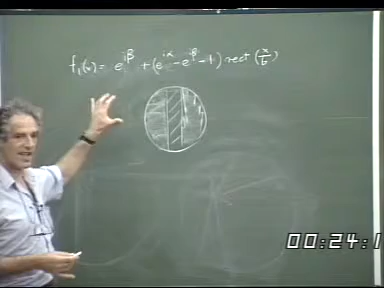 f₁(x) = e^{iβ} + (e^{iα} - e^{iβ} - 1) rect (x/b)
00:24:1